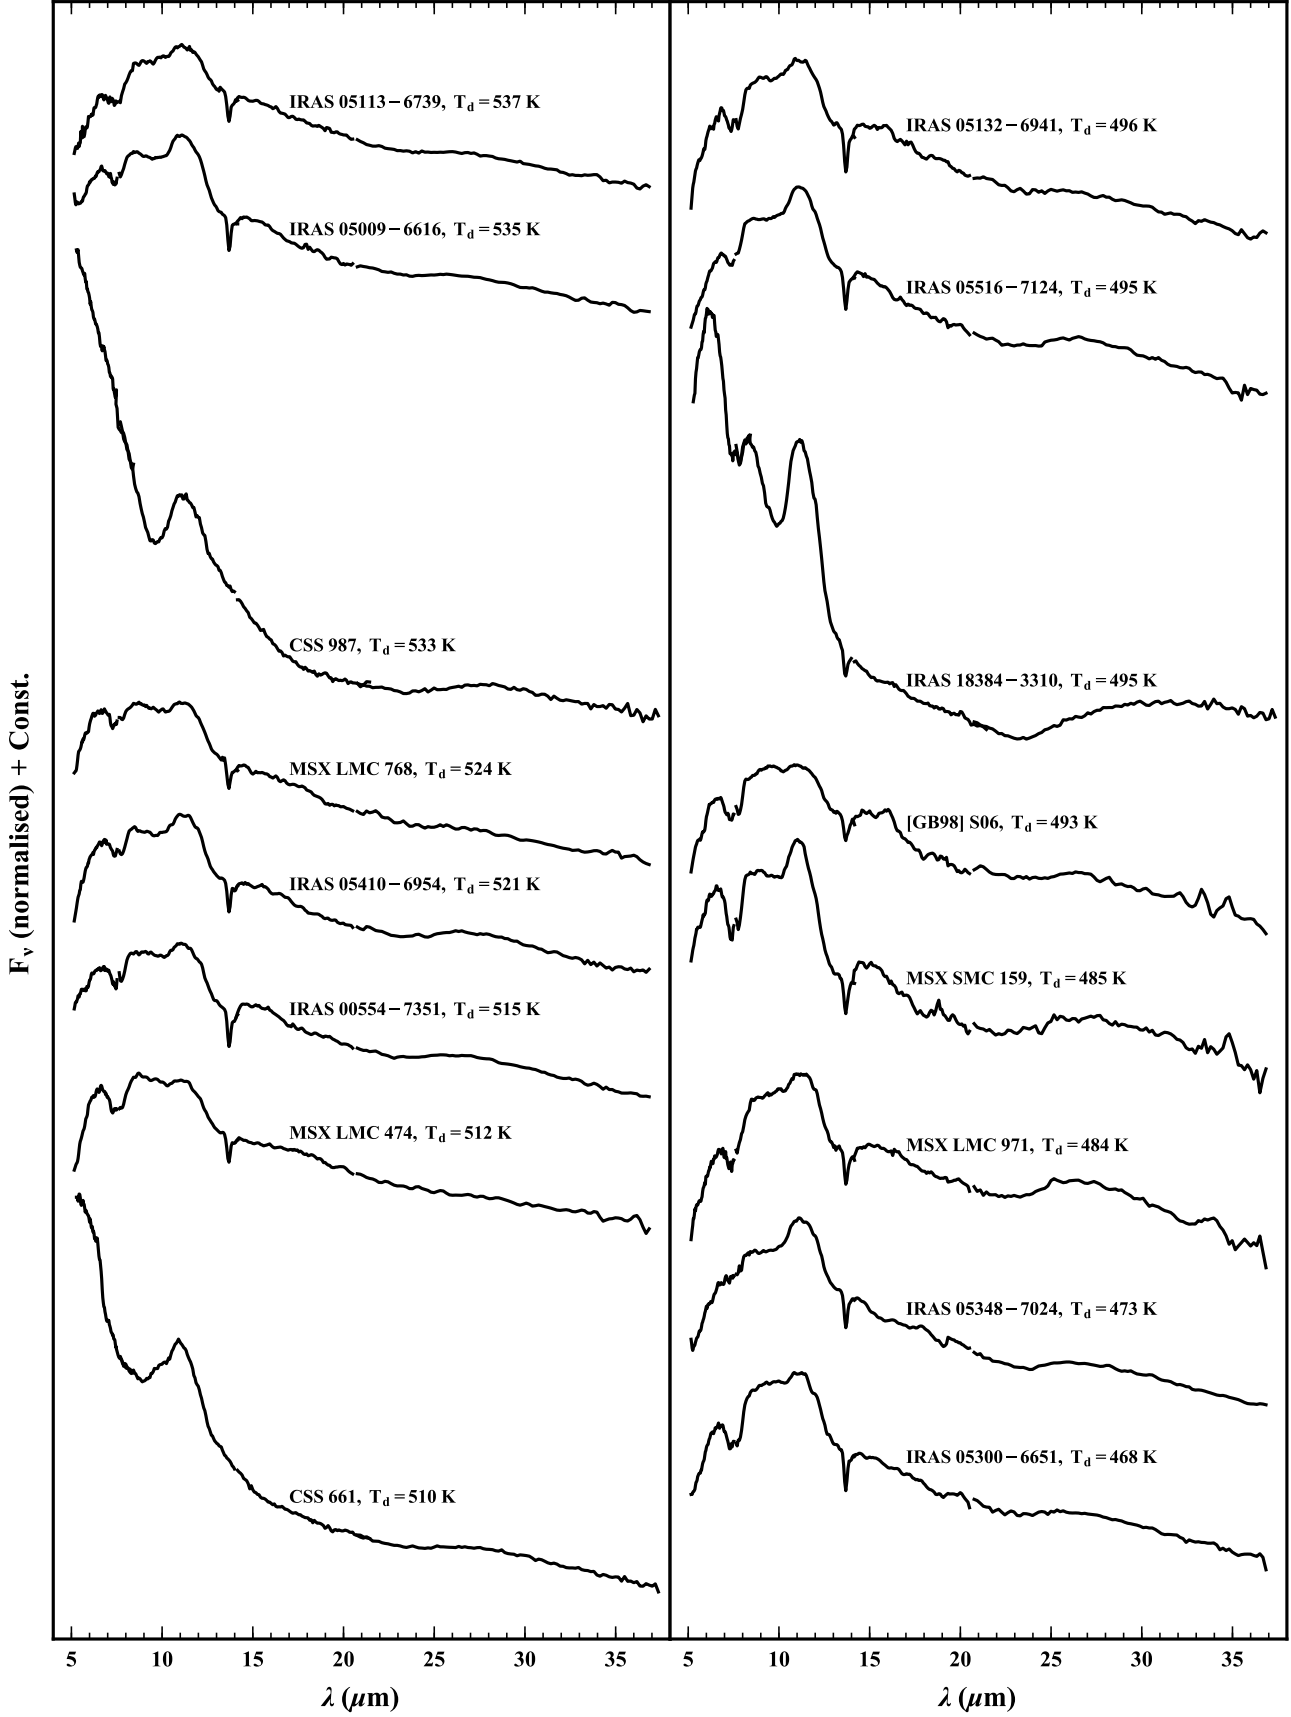 IRAS 05113−6739, T_d = 537 K
IRAS 05009−6616, T_d = 535 K
CSS 987, T_d = 533 K
MSX LMC 768, T_d = 524 K
IRAS 05410−6954, T_d = 521 K
IRAS 00554−7351, T_d = 515 K
MSX LMC 474, T_d = 512 K
CSS 661, T_d = 510 K
IRAS 05132−6941, T_d = 496 K
IRAS 05516−7124, T_d = 495 K
IRAS 18384−3310, T_d = 495 K
[GB98] S06, T_d = 493 K
MSX SMC 159, T_d = 485 K
MSX LMC 971, T_d = 484 K
IRAS 05348−7024, T_d = 473 K
IRAS 05300−6651, T_d = 468 K
F_ν (normalised) + Const.
5 10 15 20 25 30 35
5 10 15 20 25 30 35
λ (μm)
λ (μm)